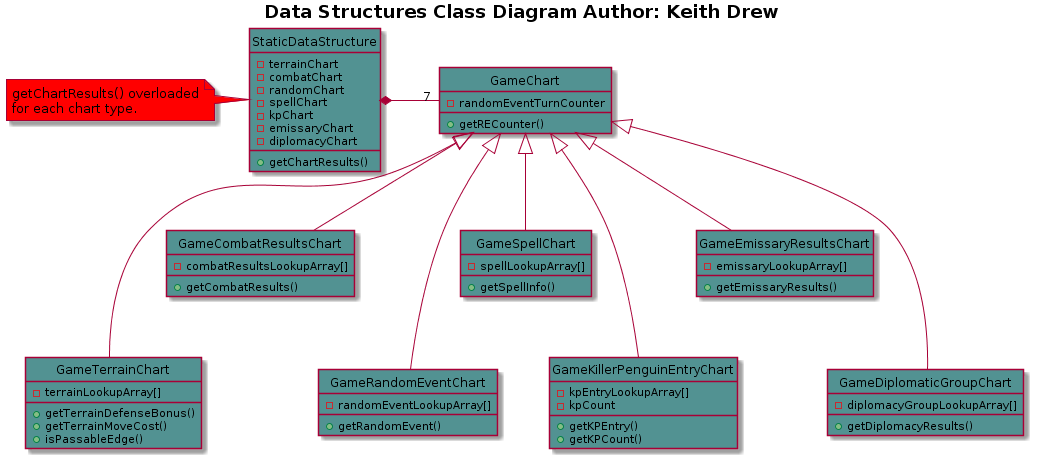 Data Structures Class Diagram Author: Keith Drew
StaticDataStructure
terrainChart
combatChart
randomChart
spellChart
kpChart
emissaryChart
diplomacyChart
getChartResults()
getChartResults() overloaded
for each chart type.
7
GameChart
randomEventTurnCounter
getRECounter()
GameCombatResultsChart
combatResultsLookupArray[]
getCombatResults()
GameSpellChart
spellLookupArray[]
getSpellInfo()
GameEmissaryResultsChart
emissaryLookupArray[]
getEmissaryResults()
GameTerrainChart
terrainLookupArray[]
getTerrainDefenseBonus()
getTerrainMoveCost()
isPassableEdge()
GameRandomEventChart
randomEventLookupArray[]
getRandomEvent()
GameKillerPenguinEntryChart
kpEntryLookupArray[]
kpCount
getKPEntry()
getKPCount()
GameDiplomaticGroupChart
diplomacyGroupLookupArray[]
getDiplomacyResults()